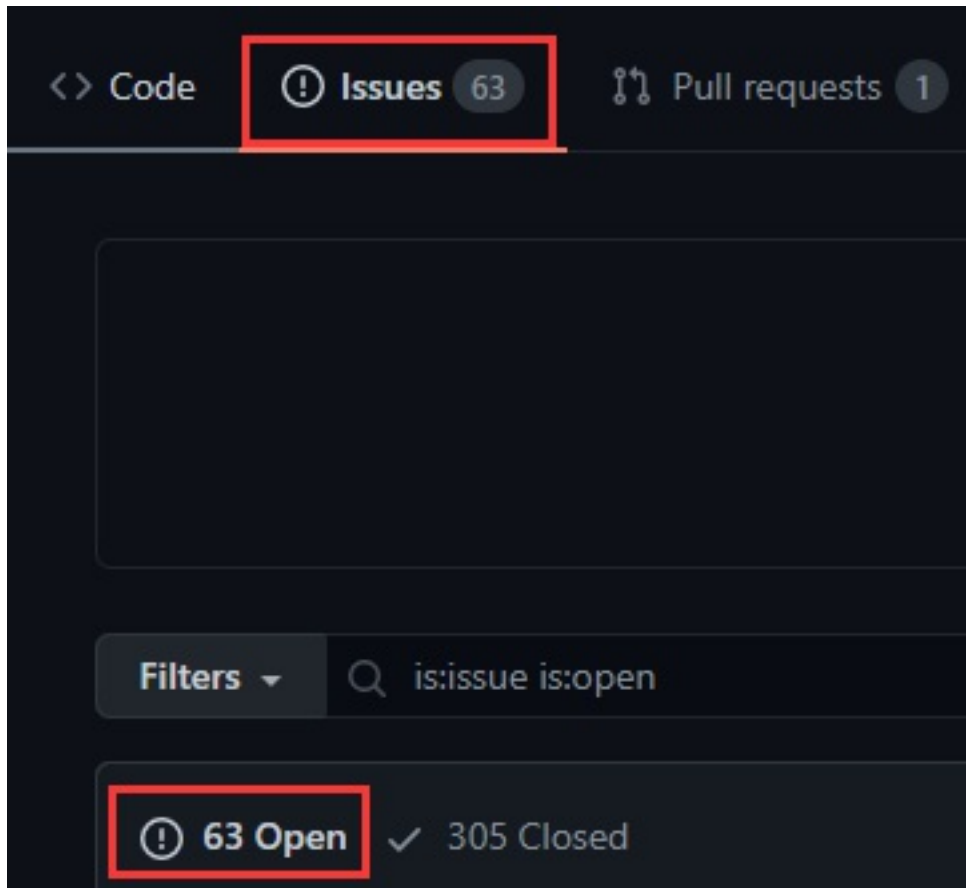 <> Code Issues 63 Pull requests 1
Filters is:issue is:open
63 Open 305 Closed